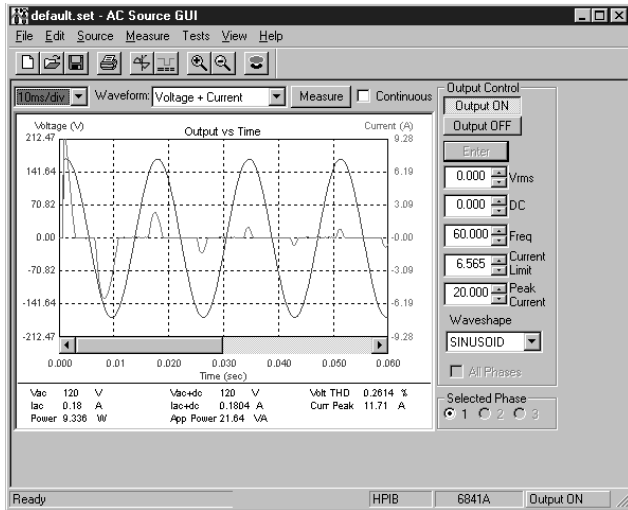 default.set - AC Source GUI
File Edit Source Measure Tests View Help
10ms/div Waveform: Voltage + Current Measure Continuous
Output Control
Output ON
Output OFF
Enter
0.000 Vrms
0.000 DC
60.000 Freq
6.565 Current Limit
20.000 Peak Current
Waveshape
SINUSOID
All Phases
Selected Phase
1 2 3
Voltage (V) Output vs Time Current (A)
212.47 9.28
141.64 6.19
70.82 3.09
0.00 -0.00
-70.82 -3.09
-141.64 -6.19
-212.47 -9.28
0.000 0.01 0.020 0.030 0.040 0.050 0.060
Time (sec)
Vac 120 V Vac+dc 120 V Volt THD 0.2614 %
Iac 0.18 A Iac+dc 0.1804 A Curr Peak 11.71 A
Power 9.336 W App Power 21.64 VA
Ready HPIB 6841A Output ON